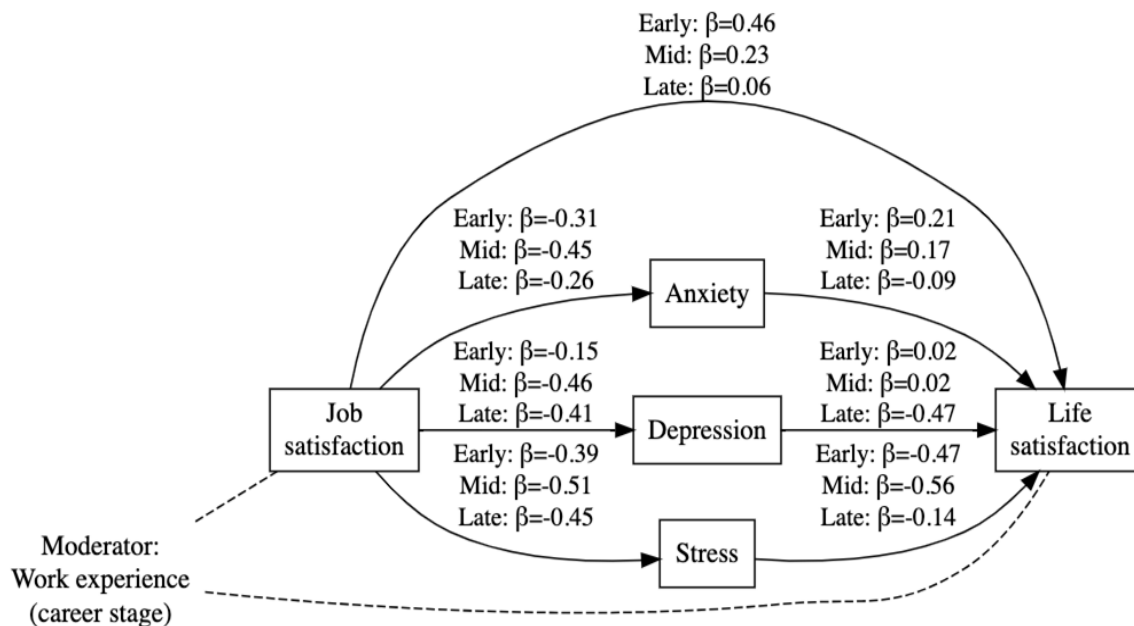 Early: β=0.46
Mid: β=0.23
Late: β=0.06
Early: β=-0.31
Mid: β=-0.45
Late: β=-0.26
Anxiety
Early: β=0.21
Mid: β=0.17
Late: β=-0.09
Early: β=-0.15
Mid: β=-0.46
Late: β=-0.41
Early: β=0.02
Mid: β=0.02
Late: β=-0.47
Job
satisfaction
Depression
Life
satisfaction
Early: β=-0.39
Mid: β=-0.51
Late: β=-0.45
Early: β=-0.47
Mid: β=-0.56
Late: β=-0.14
Stress
Moderator:
Work experience
(career stage)